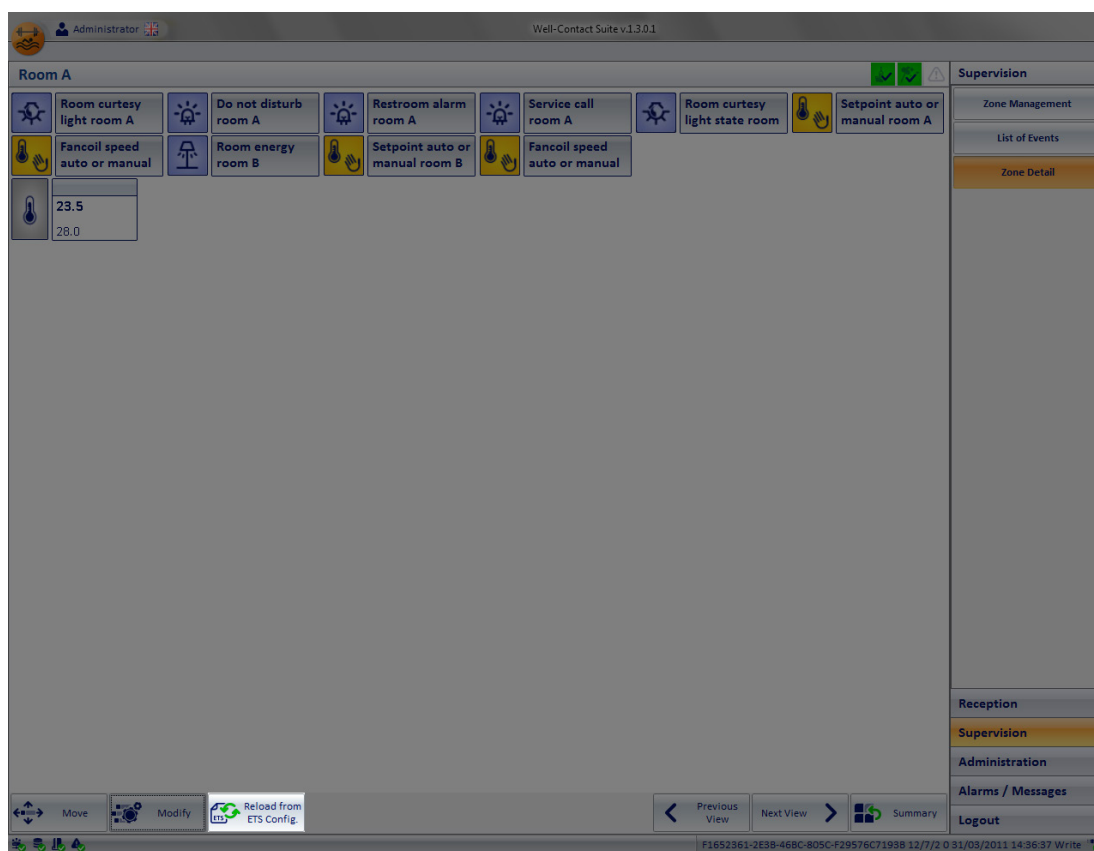 Administrator
Well-Contact Suite v.1.3.0.1
Room A
Supervision
Room curtesy
light room A
Do not disturb
room A
Restroom alarm
room A
Service call
room A
Room curtesy
light state room
Setpoint auto or
manual room A
Fancoil speed
auto or manual
Room energy
room B
Setpoint auto or
manual room B
Fancoil speed
auto or manual
23.5
28.0
Zone Management
List of Events
Zone Detail
Reception
Supervision
Administration
Alarms / Messages
Logout
Move
Modify
ETS
Reload from
ETS Config.
Previous
View
Next View
Summary
F1652361-2E3B-46BC-805C-F29576C7193B 12/7/2 0 31/03/2011 14:36:37 Write